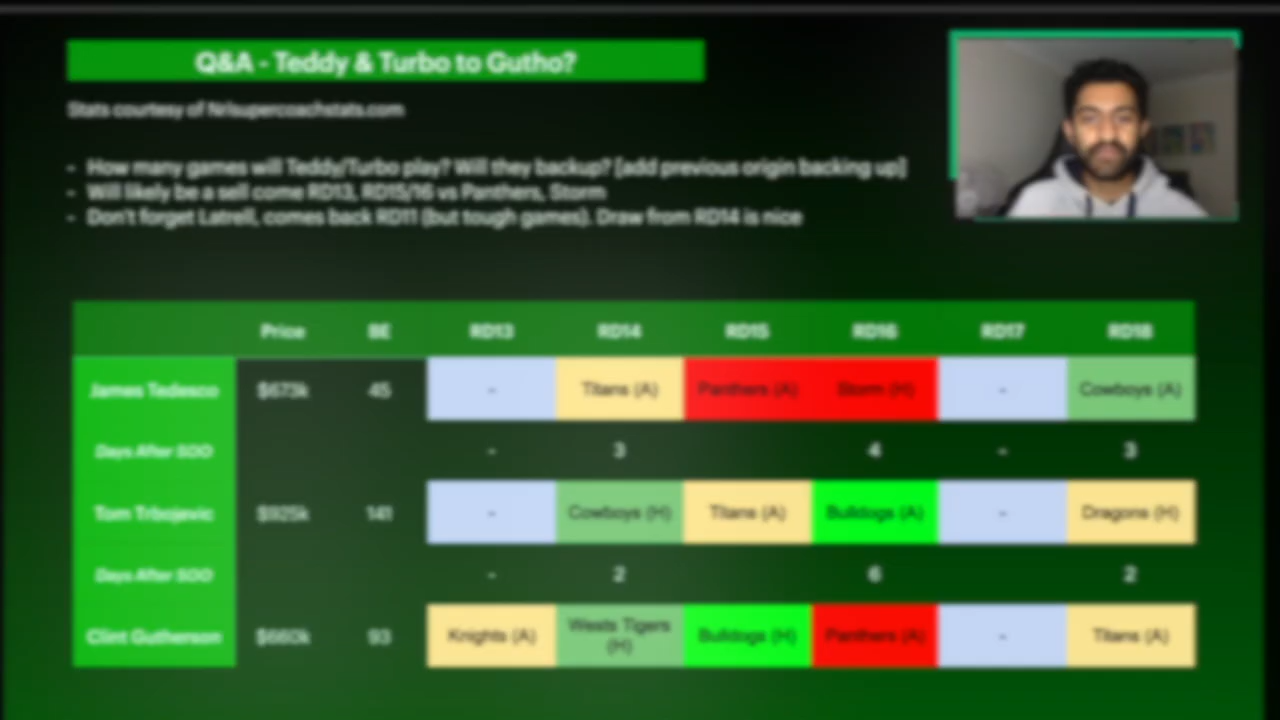 Q&A - Teddy & Turbo to Gutho?
Stats courtesy of Nrlsupercoachstats.com
- How many games will Teddy/Turbo play? Will they backup? [add previous origin backing up]
- Will likely be a sell come RD13, RD15/16 vs Panthers, Storm
- Don't forget Latrell, comes back RD11 (but tough games). Draw from RD14 is nice
Price BE RD13 RD14 RD15 RD16 RD17 RD18
James Tedesco $673k 45 - Titans (A) Panthers (A) Storm (H) - Cowboys (A)
Days After SOO - 3 4 - 3
Tom Trbojevic $925k 141 - Cowboys (H) Titans (A) Bulldogs (A) - Dragons (H)
Days After SOO - 2 6 2
Clint Gutherson $660k 93 Knights (A) Wests Tigers (H) Bulldogs (H) Panthers (A) - Titans (A)